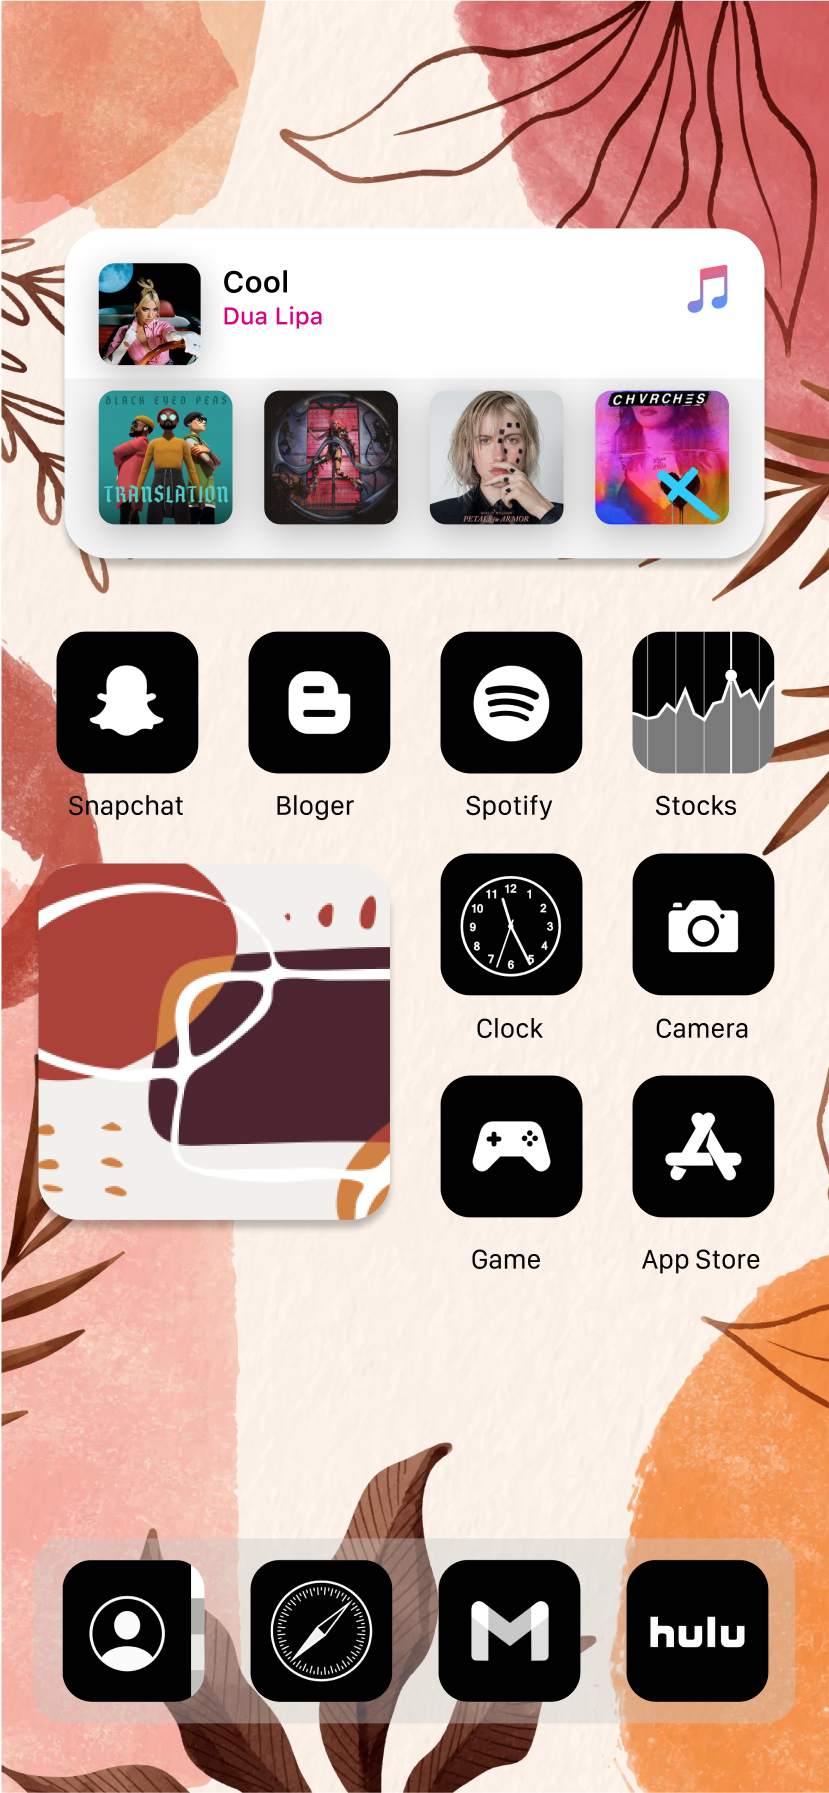 Cool
Dua Lipa
BLACK EYED PEAS
TRANSLATION
PETALS for ARMOR
CHVRCHES
Snapchat
Bloger
Spotify
Stocks
12
11 1
10 2
9 3
8 4
7 5
6
Clock
Camera
Game
App Store
hulu